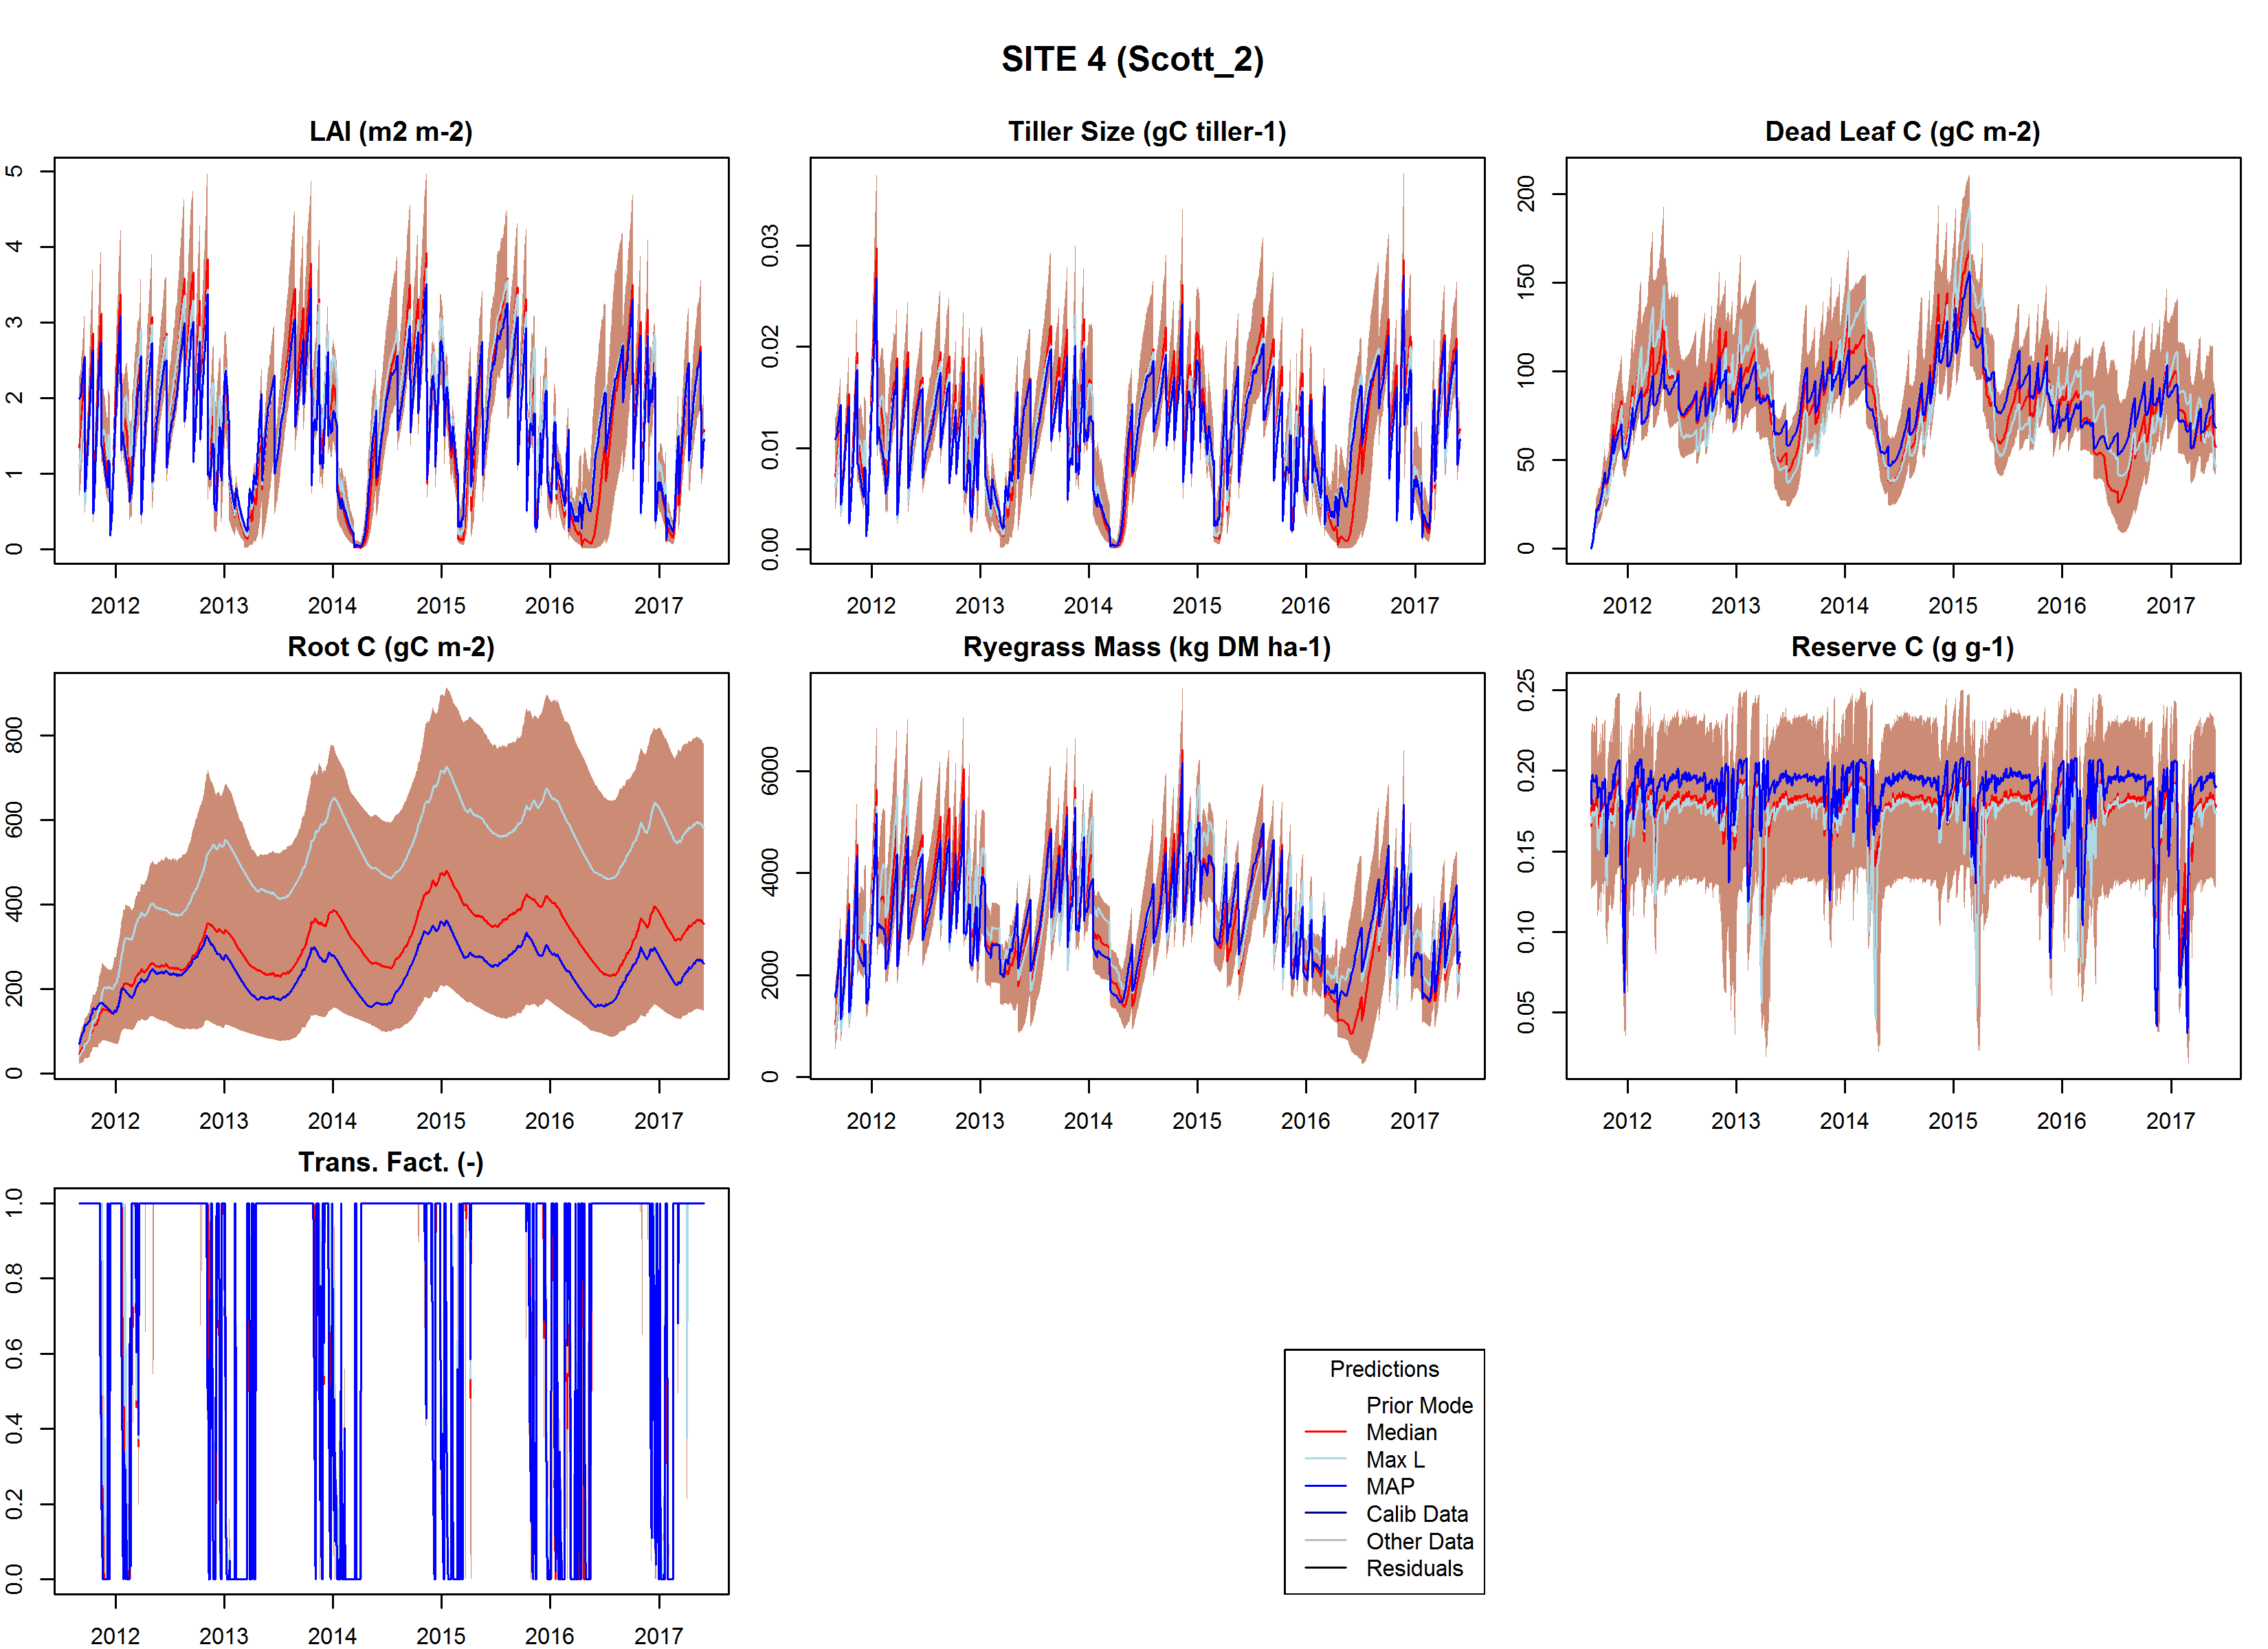 SITE 4 (Scott_2)
LAI (m2 m-2)
0 1 2 3 4 5
2012 2013 2014 2015 2016 2017
Tiller Size (gC tiller-1)
0.00 0.01 0.02 0.03
2012 2013 2014 2015 2016 2017
Dead Leaf C (gC m-2)
0 50 100 150 200
2012 2013 2014 2015 2016 2017
Root C (gC m-2)
0 200 400 600 800
2012 2013 2014 2015 2016 2017
Ryegrass Mass (kg DM ha-1)
0 2000 4000 6000
2012 2013 2014 2015 2016 2017
Reserve C (g g-1)
0.05 0.10 0.15 0.20 0.25
2012 2013 2014 2015 2016 2017
Trans. Fact. (-)
0.0 0.2 0.4 0.6 0.8 1.0
2012 2013 2014 2015 2016 2017
Predictions
Prior Mode
Median
Max L
MAP
Calib Data
Other Data
Residuals